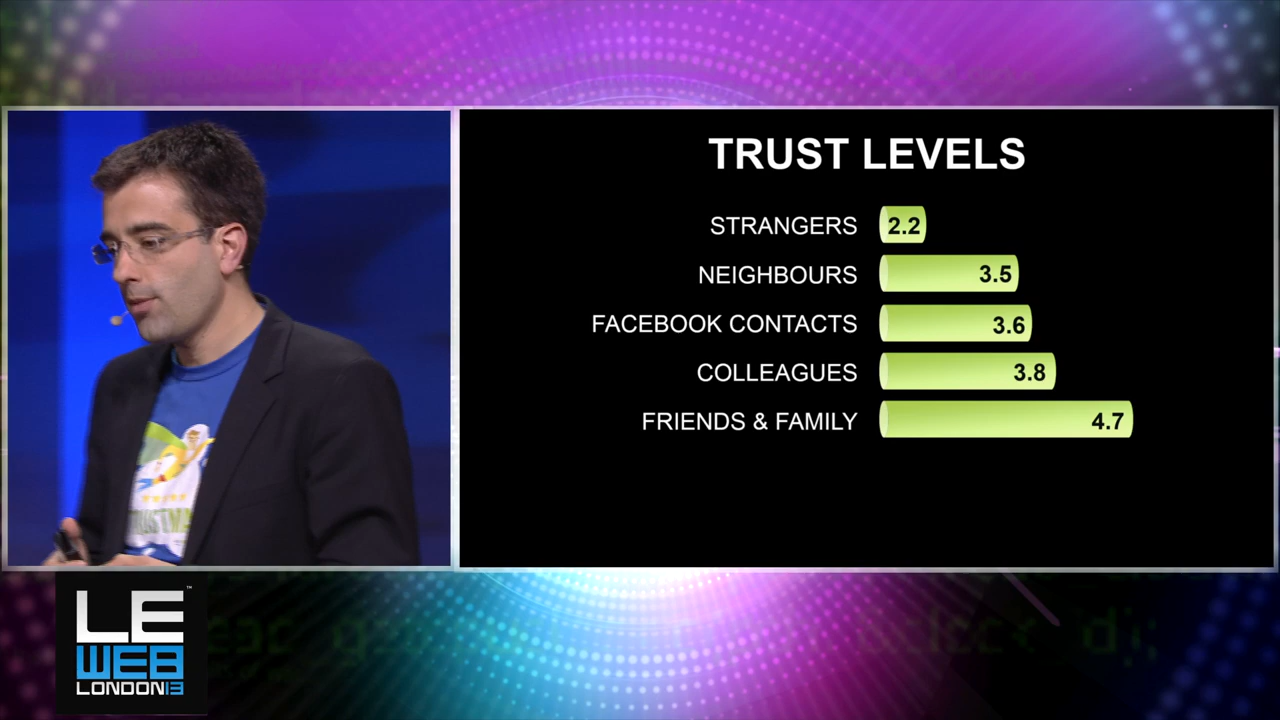 TRUST LEVELS
STRANGERS 2.2
NEIGHBOURS 3.5
FACEBOOK CONTACTS 3.6
COLLEAGUES 3.8
FRIENDS & FAMILY 4.7
LE
WEB
LONDON13